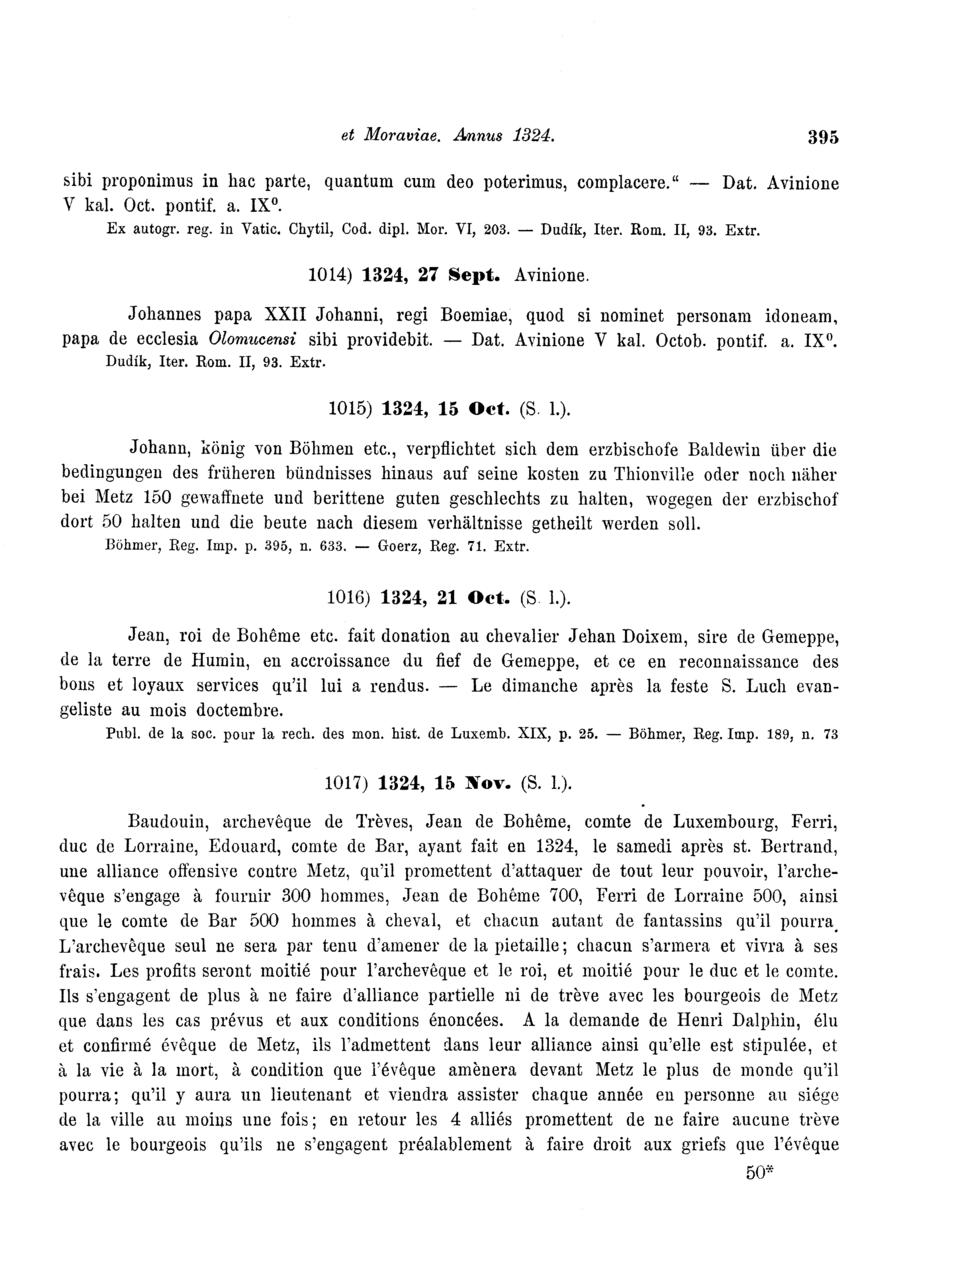 et Moraviae. Annus 1324. 395
sibi proponimus in hac parte, quantum cum deo poterimus, complacere.“ — Dat. Avinione
V kal. Oct. pontif. a. IX⁰.
Ex autogr. reg. in Vatic. Chytil, Cod. dipl. Mor. VI, 203. — Dudík, Iter. Rom. II, 93. Extr.
1014) 1324, 27 Sept. Avinione.
Johannes papa XXII Johanni, regi Boemiae, quod si nominet personam idoneam,
papa de ecclesia Olomucensi sibi providebit. — Dat. Avinione V kal. Octob. pontif. a. IX⁰.
Dudík, Iter. Rom. II, 93. Extr.
1015) 1324, 15 Oct. (S. l.).
Johann, könig von Böhmen etc., verpflichtet sich dem erzbischofe Baldewin über die
bedingungen des früheren bündnisses hinaus auf seine kosten zu Thionville oder noch näher
bei Metz 150 gewaffnete und berittene guten geschlechts zu halten, wogegen der erzbischof
dort 50 halten und die beute nach diesem verhältnisse getheilt werden soll.
Böhmer, Reg. Imp. p. 395, n. 633. — Goerz, Reg. 71. Extr.
1016) 1324, 21 Oct. (S. l.).
Jean, roi de Bohême etc. fait donation au chevalier Jehan Doixem, sire de Gemeppe,
de la terre de Humin, en accroissance du fief de Gemeppe, et ce en reconnaissance des
bons et loyaux services qu'il lui a rendus. — Le dimanche après la feste S. Luch evan-
geliste au mois doctembre.
Publ. de la soc. pour la rech. des mon. hist. de Luxemb. XIX, p. 25. — Böhmer, Reg. Imp. 189, n. 73
1017) 1324, 15 Nov. (S. l.).
Baudouin, archevêque de Trèves, Jean de Bohême, comte de Luxembourg, Ferri,
duc de Lorraine, Edouard, comte de Bar, ayant fait en 1324, le samedi après st. Bertrand,
une alliance offensive contre Metz, qu'il promettent d'attaquer de tout leur pouvoir, l'arche-
vêque s'engage à fournir 300 hommes, Jean de Bohême 700, Ferri de Lorraine 500, ainsi
que le comte de Bar 500 hommes à cheval, et chacun autant de fantassins qu'il pourra.
L'archevêque seul ne sera par tenu d'amener de la pietaille; chacun s'armera et vivra à ses
frais. Les profits seront moitié pour l'archevêque et le roi, et moitié pour le duc et le comte.
Ils s'engagent de plus à ne faire d'alliance partielle ni de trève avec les bourgeois de Metz
que dans les cas prévus et aux conditions énoncées. A la demande de Henri Dalphin, élu
et confirmé évêque de Metz, ils l'admettent dans leur alliance ainsi qu'elle est stipulée, et
à la vie à la mort, à condition que l'évêque amènera devant Metz le plus de monde qu'il
pourra; qu'il y aura un lieutenant et viendra assister chaque année en personne au siége
de la ville au moins une fois; en retour les 4 alliés promettent de ne faire aucune trève
avec le bourgeois qu'ils ne s'engagent préalablement à faire droit aux griefs que l'évêque
50*